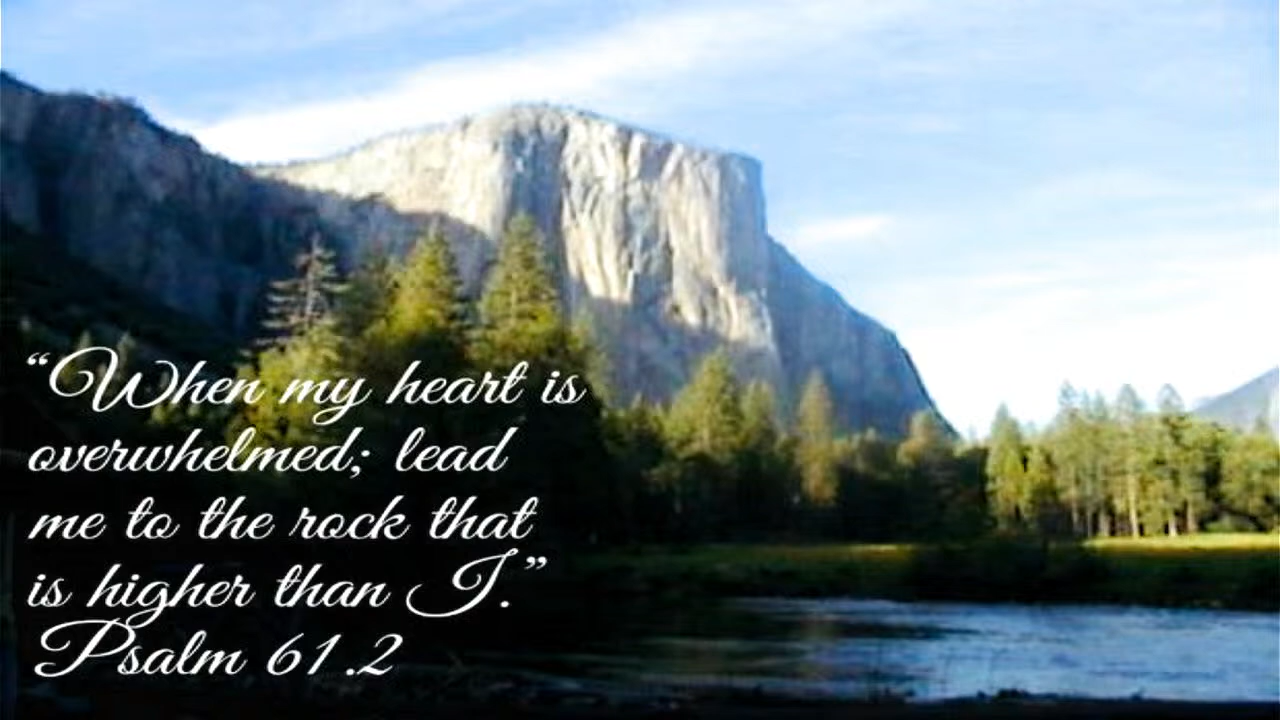 “When my heart is
overwhelmed; lead
me to the rock that
is higher than I.”
Psalm 61.2